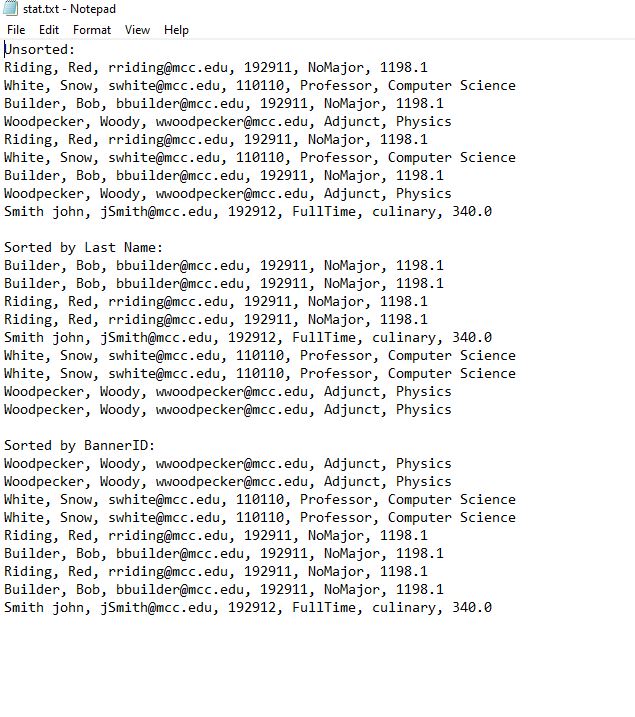 stat.txt - Notepad
File Edit Format View Help
Unsorted:
Riding, Red, rriding@mcc.edu, 192911, NoMajor, 1198.1
White, Snow, swhite@mcc.edu, 110110, Professor, Computer Science
Builder, Bob, bbuilder@mcc.edu, 192911, NoMajor, 1198.1
Woodpecker, Woody, wwoodpecker@mcc.edu, Adjunct, Physics
Riding, Red, rriding@mcc.edu, 192911, NoMajor, 1198.1
White, Snow, swhite@mcc.edu, 110110, Professor, Computer Science
Builder, Bob, bbuilder@mcc.edu, 192911, NoMajor, 1198.1
Woodpecker, Woody, wwoodpecker@mcc.edu, Adjunct, Physics
Smith john, jSmith@mcc.edu, 192912, FullTime, culinary, 340.0

Sorted by Last Name:
Builder, Bob, bbuilder@mcc.edu, 192911, NoMajor, 1198.1
Builder, Bob, bbuilder@mcc.edu, 192911, NoMajor, 1198.1
Riding, Red, rriding@mcc.edu, 192911, NoMajor, 1198.1
Riding, Red, rriding@mcc.edu, 192911, NoMajor, 1198.1
Smith john, jSmith@mcc.edu, 192912, FullTime, culinary, 340.0
White, Snow, swhite@mcc.edu, 110110, Professor, Computer Science
White, Snow, swhite@mcc.edu, 110110, Professor, Computer Science
Woodpecker, Woody, wwoodpecker@mcc.edu, Adjunct, Physics
Woodpecker, Woody, wwoodpecker@mcc.edu, Adjunct, Physics

Sorted by BannerID:
Woodpecker, Woody, wwoodpecker@mcc.edu, Adjunct, Physics
Woodpecker, Woody, wwoodpecker@mcc.edu, Adjunct, Physics
White, Snow, swhite@mcc.edu, 110110, Professor, Computer Science
White, Snow, swhite@mcc.edu, 110110, Professor, Computer Science
Riding, Red, rriding@mcc.edu, 192911, NoMajor, 1198.1
Builder, Bob, bbuilder@mcc.edu, 192911, NoMajor, 1198.1
Riding, Red, rriding@mcc.edu, 192911, NoMajor, 1198.1
Builder, Bob, bbuilder@mcc.edu, 192911, NoMajor, 1198.1
Smith john, jSmith@mcc.edu, 192912, FullTime, culinary, 340.0